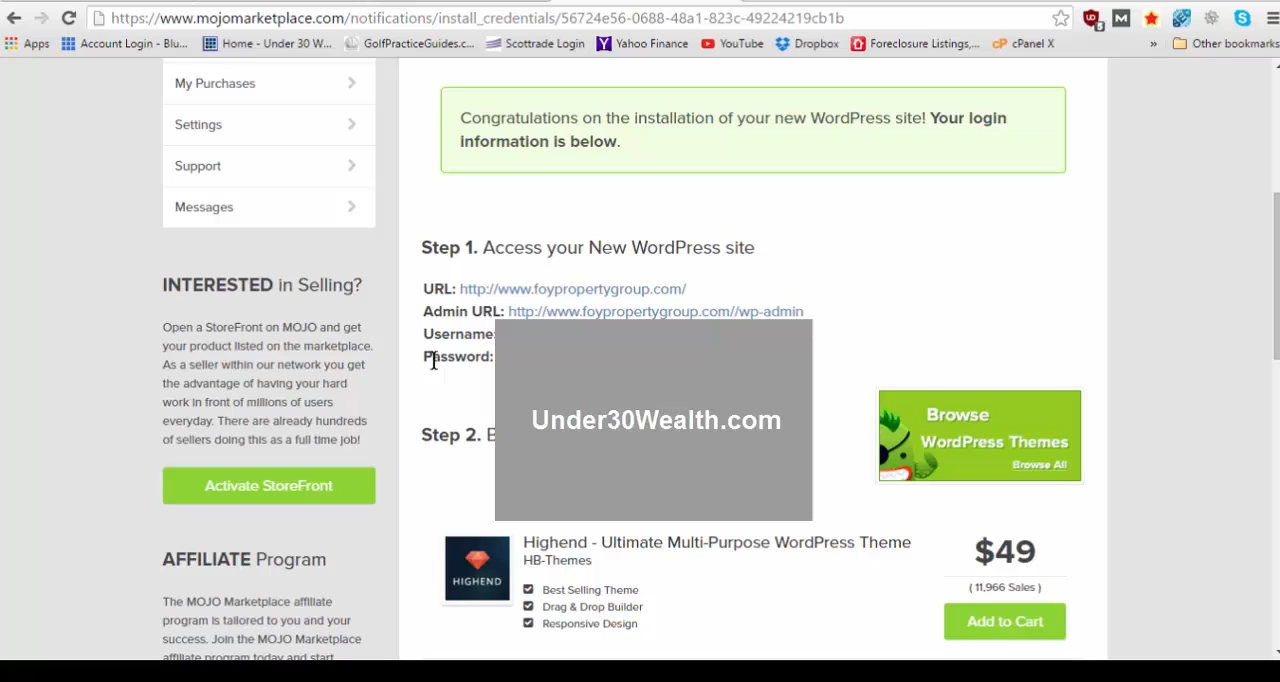 https://www.mojomarketplace.com/notifications/install_credentials/56724e56-0688-48a1-823c-49224219cb1b
Apps Account Login - Blu... Home - Under 30 W... GolfPracticeGuides.c... Scottrade Login Yahoo Finance YouTube Dropbox Foreclosure Listings,... cP cPanel X » Other bookmarks
My Purchases
Settings
Support
Messages
INTERESTED in Selling?
Open a StoreFront on MOJO and get
your product listed on the marketplace.
As a seller within our network you get
the advantage of having your hard
work in front of millions of users
everyday. There are already hundreds
of sellers doing this as a full time job!
Activate StoreFront
AFFILIATE Program
The MOJO Marketplace affiliate
program is tailored to you and your
success. Join the MOJO Marketplace
affiliate program today and start
Congratulations on the installation of your new WordPress site! Your login
information is below.
Step 1. Access your New WordPress site
URL: http://www.foypropertygroup.com/
Admin URL: http://www.foypropertygroup.com//wp-admin
Username:
Password:
Under30Wealth.com
Step 2.
Browse
WordPress Themes
Browse All
HIGHEND
Highend - Ultimate Multi-Purpose WordPress Theme
HB-Themes
Best Selling Theme
Drag & Drop Builder
Responsive Design
$49
( 11,966 Sales )
Add to Cart